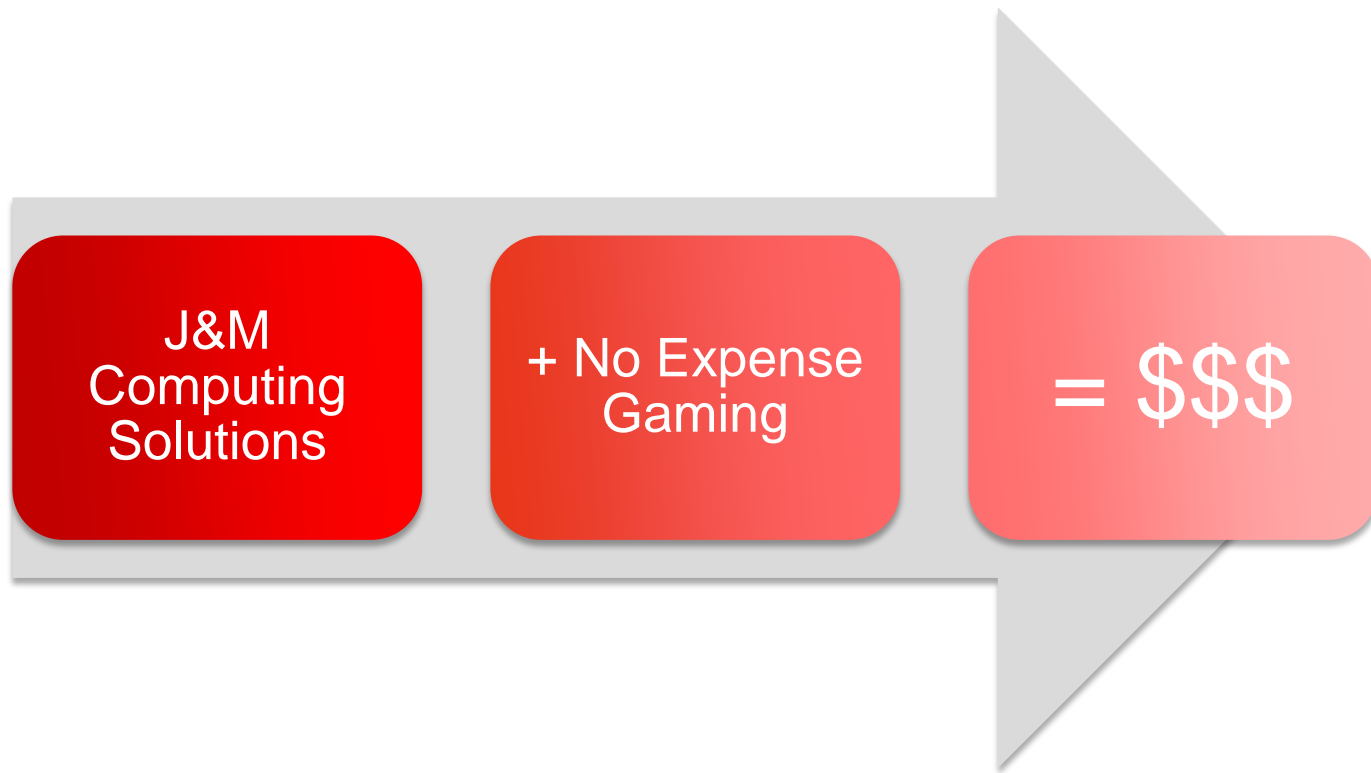 J&M
Computing
Solutions
+ No Expense
Gaming
= $$$